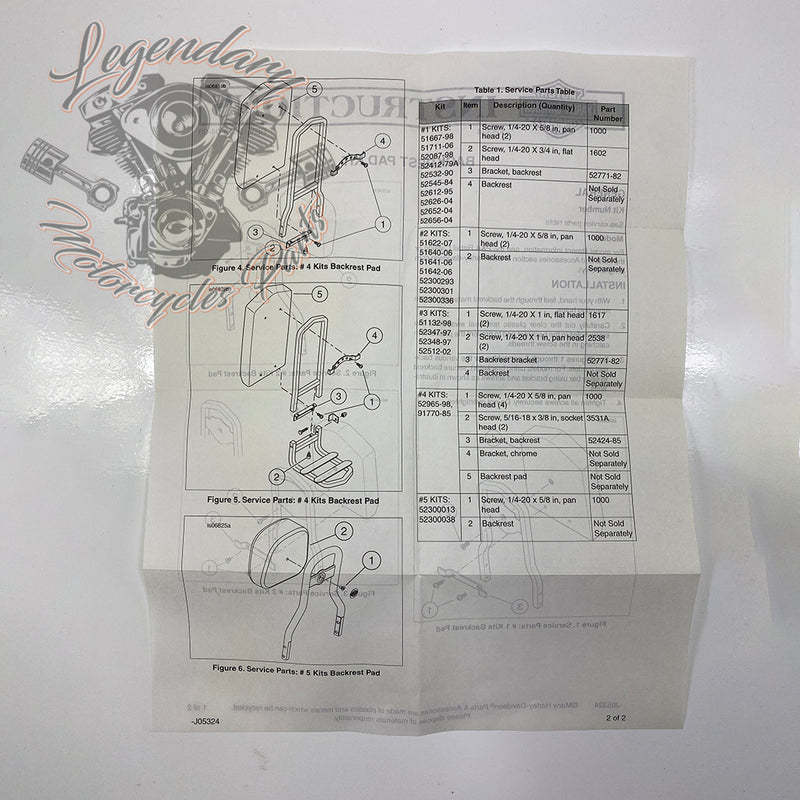 Legendary
Motorcycles Parts
is06810b
5
4
1
3
2
Figure 4. Service Parts: # 4 Kits Backrest Pad
5
4
3
1
2
Figure 5. Service Parts: # 4 Kits Backrest Pad
is06825a
2
1
Figure 6. Service Parts: # 5 Kits Backrest Pad
-J05324
Table 1. Service Parts Table
Kit Item Description (Quantity) Part Number
#1 KITS: 1 Screw, 1/4-20 X 5/8 in, pan head (2) 1000
51667-98
51711-06 2 Screw, 1/4-20 X 3/4 in, flat head 1602
52087-98
52412-79A
52532-90 3 Bracket, backrest 52771-82
52545-84 4 Backrest Not Sold Separately
52612-95
52626-04
52652-04
52656-04
#2 KITS: 1 Screw, 1/4-20 X 5/8 in, pan head (2) 1000
51622-07
51640-06 2 Backrest Not Sold Separately
51641-06
51642-06
52300293
52300301
52300336
#3 KITS: 1 Screw, 1/4-20 X 1 in, flat head (2) 1617
51132-98
52347-97 2 Screw, 1/4-20 X 1 in, pan head (2) 2538
52348-97
52512-02 3 Backrest bracket 52771-82
4 Backrest Not Sold Separately
#4 KITS: 1 Screw, 1/4-20 X 5/8 in, pan head (4) 1000
52965-98,
91770-85 2 Screw, 5/16-18 x 3/8 in, socket head (2) 3531A
3 Bracket, backrest 52424-85
4 Bracket, chrome Not Sold Separately
5 Backrest pad Not Sold Separately
#5 KITS: 1 Screw, 1/4-20 x 5/8 in, pan head 1000
52300013
52300038 2 Backrest Not Sold Separately
2 of 2